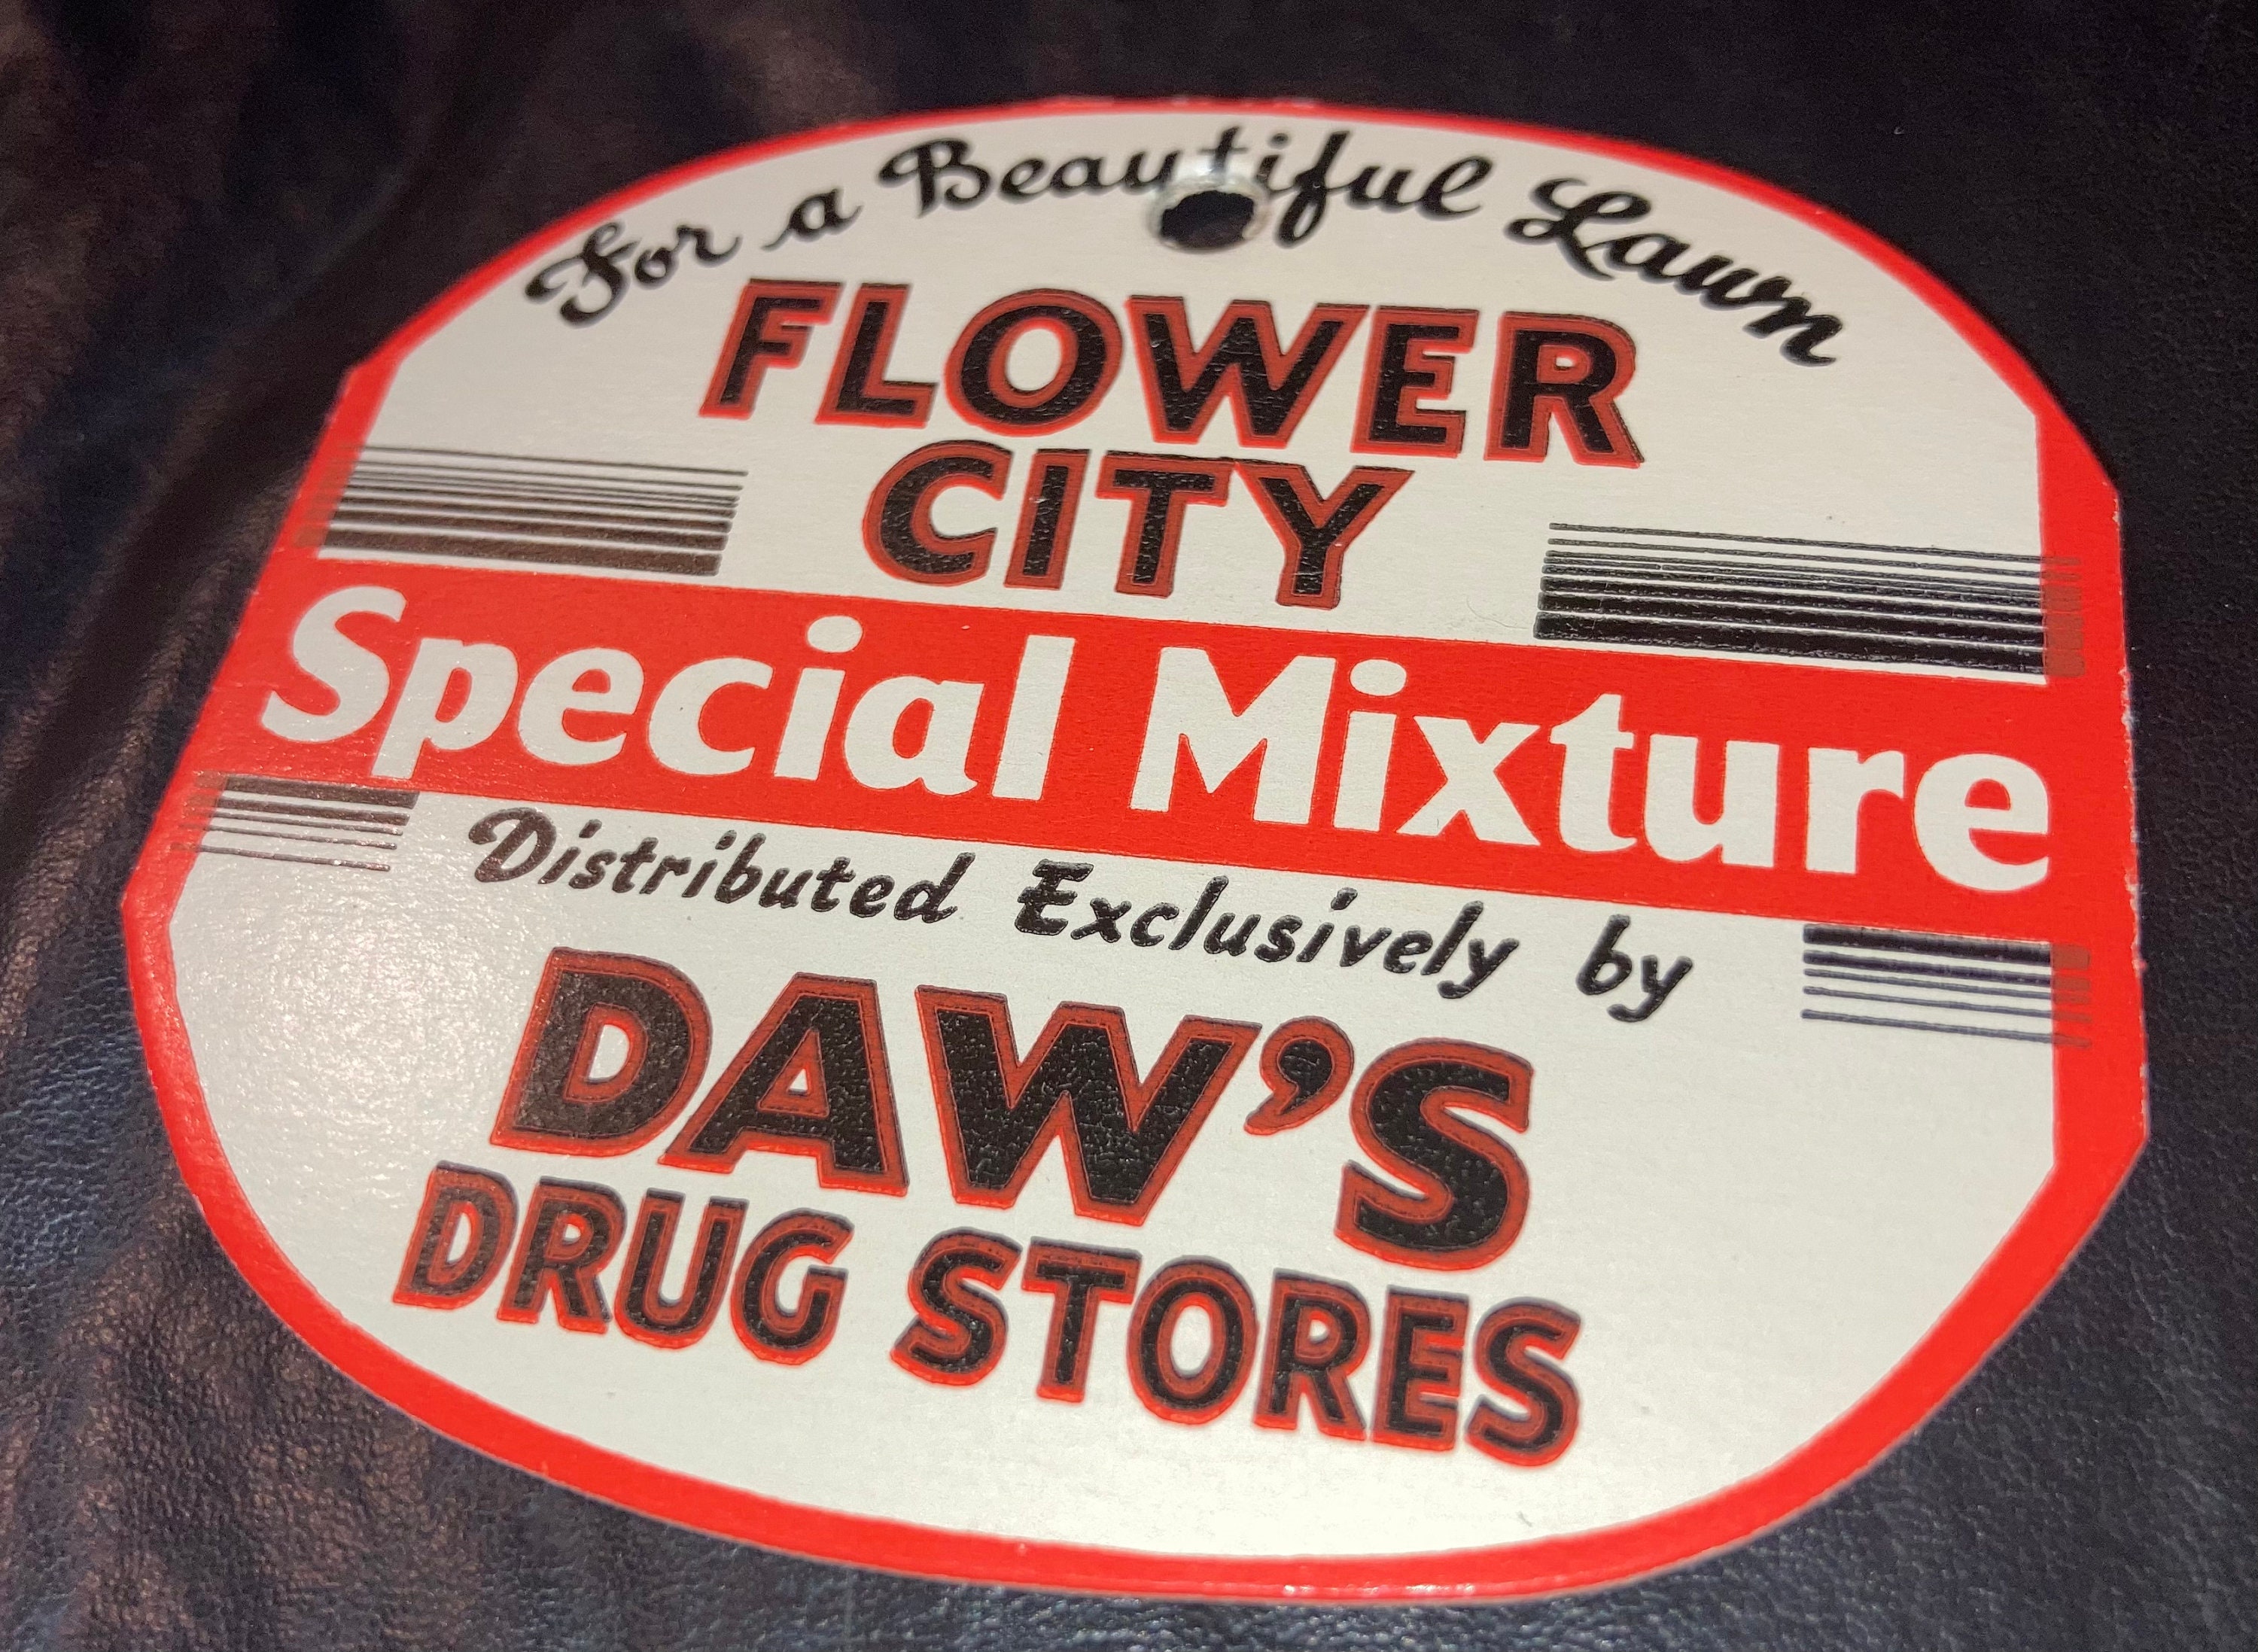 For a Beautiful Lawn
FLOWER
CITY
Special Mixture
Distributed Exclusively by
DAW'S
DRUG STORES